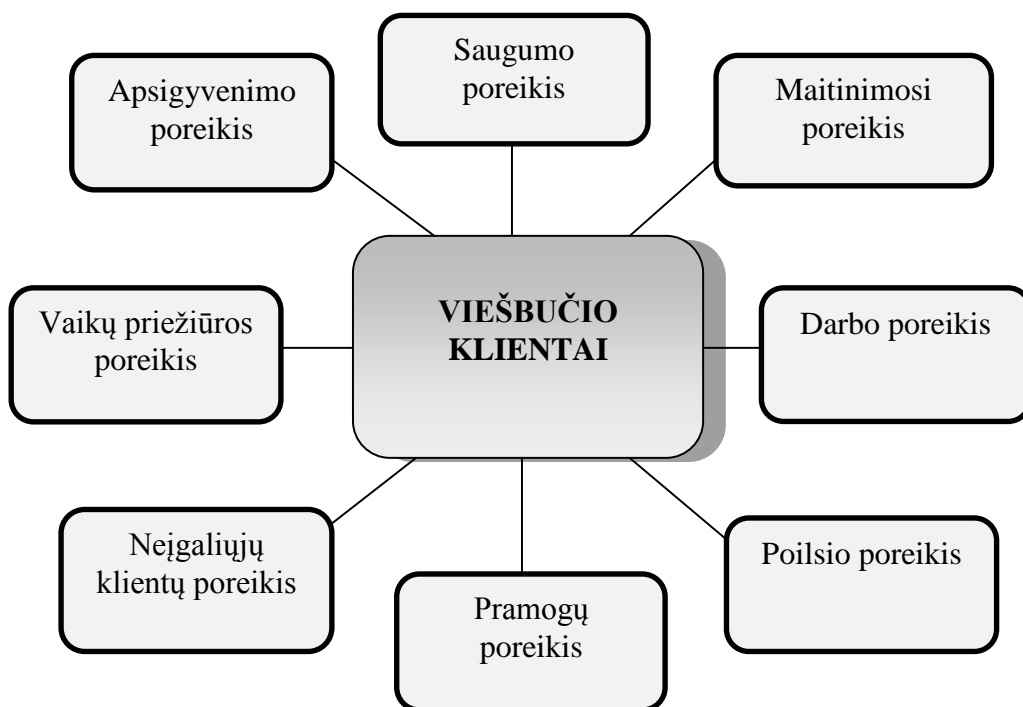 Saugumo
poreikis
Apsigyvenimo
poreikis
Maitinimosi
poreikis
VIEŠBUČIO
KLIENTAI
Vaikų priežiūros
poreikis
Darbo poreikis
Neįgaliųjų
klientų poreikis
Poilsio poreikis
Pramogų
poreikis